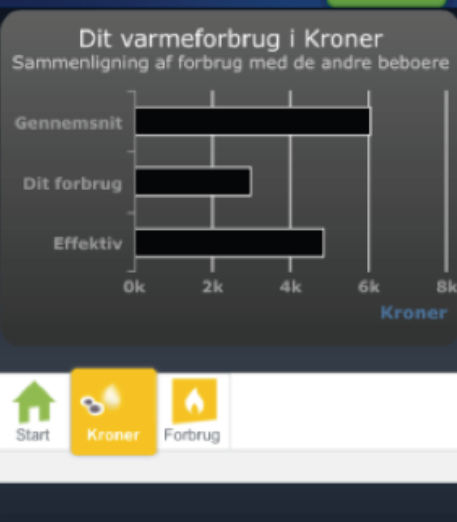 Dit varmeforbrug i Kroner
Sammenligning af forbrug med de andre beboere
Gennemsnit
Dit forbrug
Effektiv
0k 2k 4k 6k 8k
Kroner
Start Kroner Forbrug